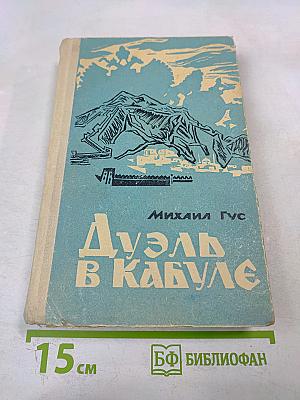 Михаил Гус
Дуэль
в Кабуле
15 см
БФ БИБЛИОФАН